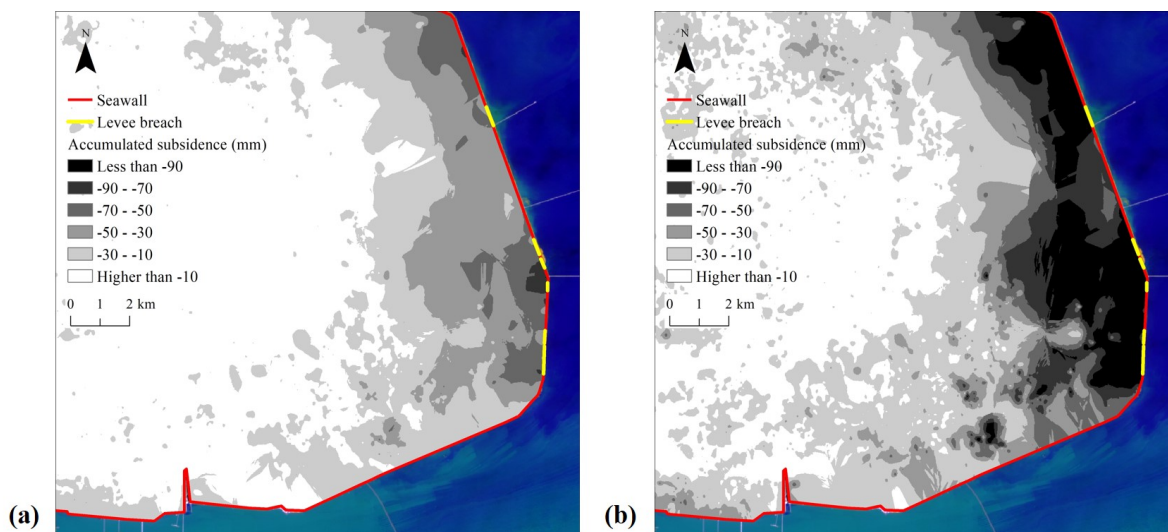 N
Seawall
Levee breach
Accumulated subsidence (mm)
Less than -90
-90 - -70
-70 - -50
-50 - -30
-30 - -10
Higher than -10
0 1 2 km
(a)
N
Seawall
Levee breach
Accumulated subsidence (mm)
Less than -90
-90 - -70
-70 - -50
-50 - -30
-30 - -10
Higher than -10
0 1 2 km
(b)